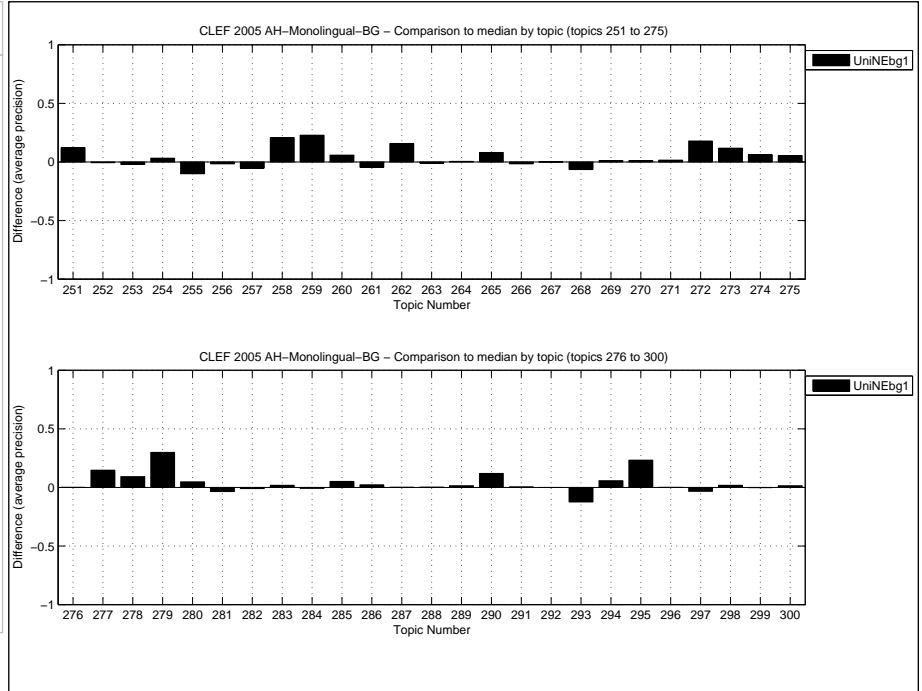 CLEF 2005 AH−Monolingual−BG − Comparison to median by topic (topics 251 to 275)
1
0.5
0
−0.5
−1
Difference (average precision)
251 252 253 254 255 256 257 258 259 260 261 262 263 264 265 266 267 268 269 270 271 272 273 274 275
Topic Number
UniNEbg1
CLEF 2005 AH−Monolingual−BG − Comparison to median by topic (topics 276 to 300)
1
0.5
0
−0.5
−1
Difference (average precision)
276 277 278 279 280 281 282 283 284 285 286 287 288 289 290 291 292 293 294 295 296 297 298 299 300
Topic Number
UniNEbg1